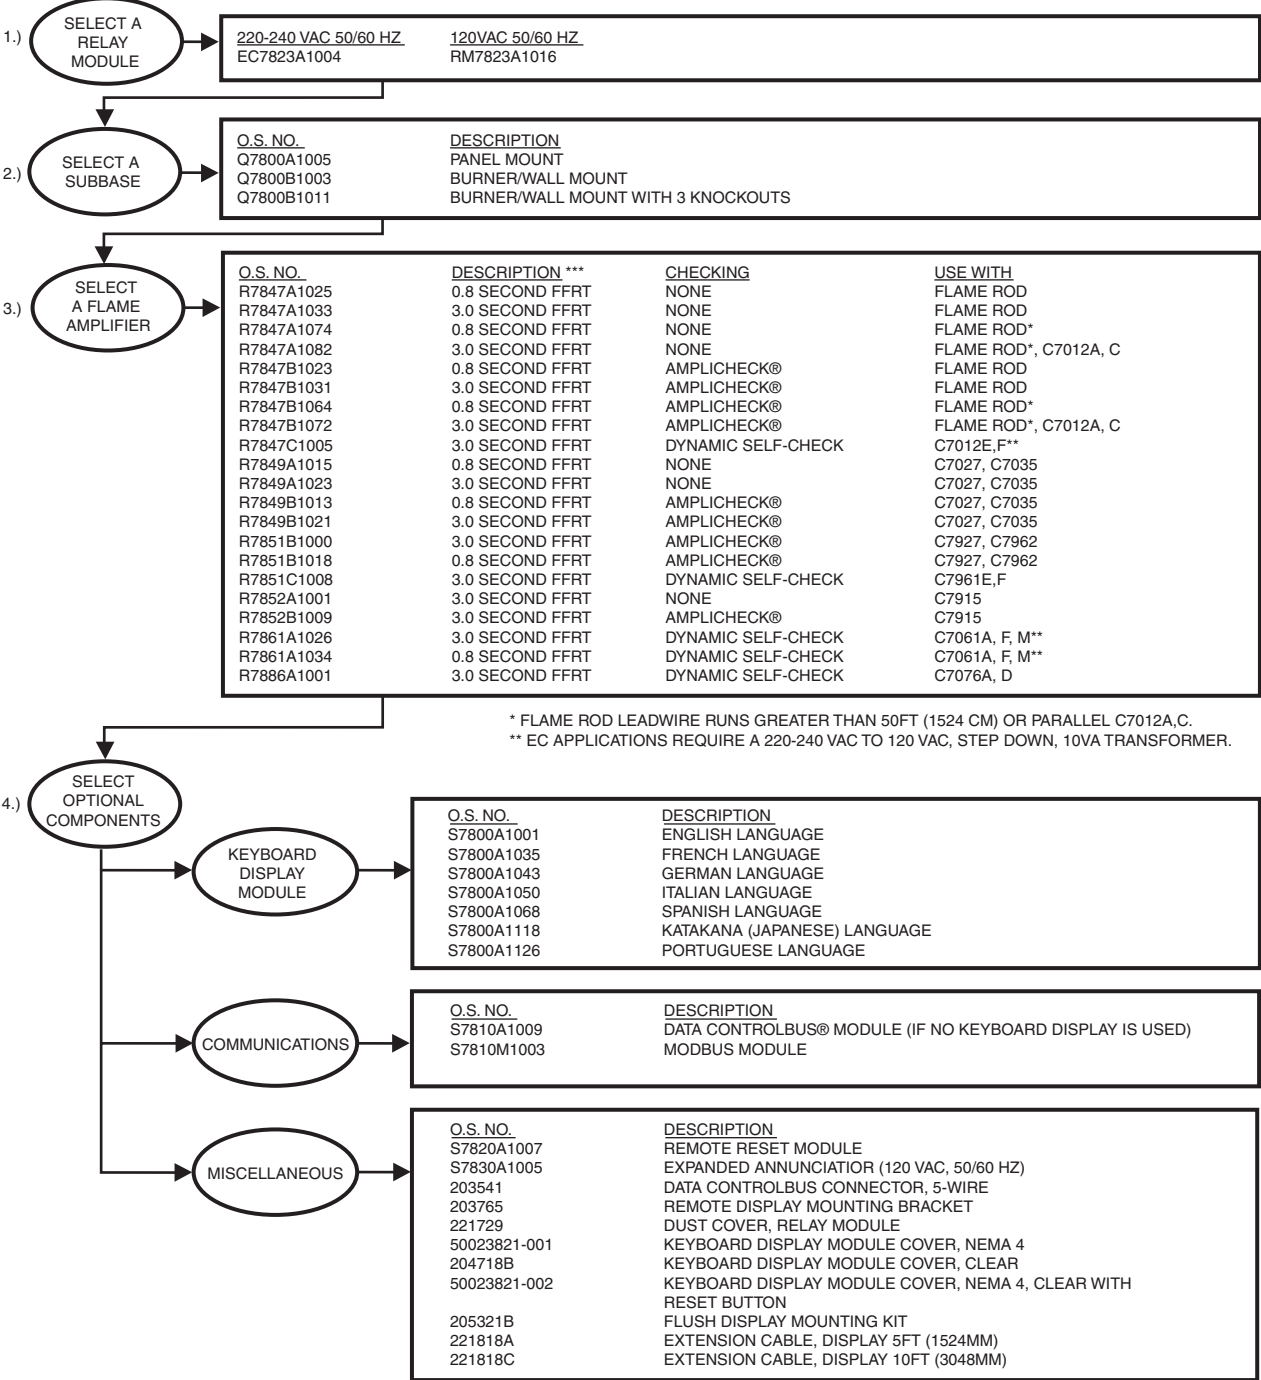 1.)
SELECT A
RELAY
MODULE
220-240 VAC 50/60 HZ 120VAC 50/60 HZ
EC7823A1004 RM7823A1016
2.)
SELECT A
SUBBASE
O.S. NO. DESCRIPTION
Q7800A1005 PANEL MOUNT
Q7800B1003 BURNER/WALL MOUNT
Q7800B1011 BURNER/WALL MOUNT WITH 3 KNOCKOUTS
3.)
SELECT
A FLAME
AMPLIFIER
O.S. NO. DESCRIPTION *** CHECKING USE WITH
R7847A1025 0.8 SECOND FFRT NONE FLAME ROD
R7847A1033 3.0 SECOND FFRT NONE FLAME ROD
R7847A1074 0.8 SECOND FFRT NONE FLAME ROD*
R7847A1082 3.0 SECOND FFRT NONE FLAME ROD*, C7012A, C
R7847B1023 0.8 SECOND FFRT AMPLICHECK® FLAME ROD
R7847B1031 3.0 SECOND FFRT AMPLICHECK® FLAME ROD
R7847B1064 0.8 SECOND FFRT AMPLICHECK® FLAME ROD*
R7847B1072 3.0 SECOND FFRT AMPLICHECK® FLAME ROD*, C7012A, C
R7847C1005 3.0 SECOND FFRT DYNAMIC SELF-CHECK C7012E,F**
R7849A1015 0.8 SECOND FFRT NONE C7027, C7035
R7849A1023 3.0 SECOND FFRT NONE C7027, C7035
R7849B1013 0.8 SECOND FFRT AMPLICHECK® C7027, C7035
R7849B1021 3.0 SECOND FFRT AMPLICHECK® C7027, C7035
R7851B1000 3.0 SECOND FFRT AMPLICHECK® C7927, C7962
R7851B1018 0.8 SECOND FFRT AMPLICHECK® C7927, C7962
R7851C1008 3.0 SECOND FFRT DYNAMIC SELF-CHECK C7961E,F
R7852A1001 3.0 SECOND FFRT NONE C7915
R7852B1009 3.0 SECOND FFRT AMPLICHECK® C7915
R7861A1026 3.0 SECOND FFRT DYNAMIC SELF-CHECK C7061A, F, M**
R7861A1034 0.8 SECOND FFRT DYNAMIC SELF-CHECK C7061A, F, M**
R7886A1001 3.0 SECOND FFRT DYNAMIC SELF-CHECK C7076A, D
* FLAME ROD LEADWIRE RUNS GREATER THAN 50FT (1524 CM) OR PARALLEL C7012A,C.
** EC APPLICATIONS REQUIRE A 220-240 VAC TO 120 VAC, STEP DOWN, 10VA TRANSFORMER.
4.)
SELECT
OPTIONAL
COMPONENTS
KEYBOARD
DISPLAY
MODULE
O.S. NO. DESCRIPTION
S7800A1001 ENGLISH LANGUAGE
S7800A1035 FRENCH LANGUAGE
S7800A1043 GERMAN LANGUAGE
S7800A1050 ITALIAN LANGUAGE
S7800A1068 SPANISH LANGUAGE
S7800A1118 KATAKANA (JAPANESE) LANGUAGE
S7800A1126 PORTUGUESE LANGUAGE
COMMUNICATIONS
O.S. NO. DESCRIPTION
S7810A1009 DATA CONTROLBUS® MODULE (IF NO KEYBOARD DISPLAY IS USED)
S7810M1003 MODBUS MODULE
MISCELLANEOUS
O.S. NO. DESCRIPTION
S7820A1007 REMOTE RESET MODULE
S7830A1005 EXPANDED ANNUNCIATIOR (120 VAC, 50/60 HZ)
203541 DATA CONTROLBUS CONNECTOR, 5-WIRE
203765 REMOTE DISPLAY MOUNTING BRACKET
221729 DUST COVER, RELAY MODULE
50023821-001 KEYBOARD DISPLAY MODULE COVER, NEMA 4
204718B KEYBOARD DISPLAY MODULE COVER, CLEAR
50023821-002 KEYBOARD DISPLAY MODULE COVER, NEMA 4, CLEAR WITH
RESET BUTTON
205321B FLUSH DISPLAY MOUNTING KIT
221818A EXTENSION CABLE, DISPLAY 5FT (1524MM)
221818C EXTENSION CABLE, DISPLAY 10FT (3048MM)